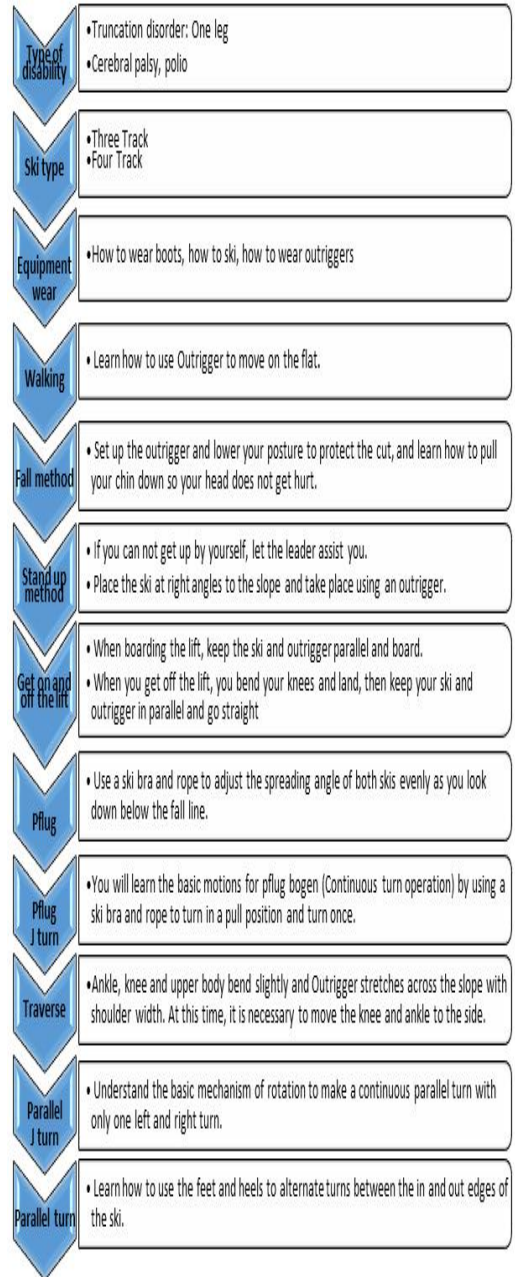 Type of
disability
•Truncation disorder: One leg
•Cerebral palsy, polio
Ski type
•Three Track
•Four Track
Equipment
wear
•How to wear boots, how to ski, how to wear outriggers
Walking
• Learn how to use Outrigger to move on the flat.
Fall method
• Set up the outrigger and lower your posture to protect the cut, and learn how to pull
your chin down so your head does not get hurt.
Stand up
method
• If you can not get up by yourself, let the leader assist you.
• Place the ski at right angles to the slope and take place using an outrigger.
Get on and
off the lift
• When boarding the lift, keep the ski and outrigger parallel and board.
• When you get off the lift, you bend your knees and land, then keep your ski and
outrigger in parallel and go straight
Pflug
• Use a ski bra and rope to adjust the spreading angle of both skis evenly as you look
down below the fall line.
Pflug
J turn
•You will learn the basic motions for pflug bogen (Continuous turn operation) by using a
ski bra and rope to turn in a pull position and turn once.
Traverse
•Ankle, knee and upper body bend slightly and Outrigger stretches across the slope with
shoulder width. At this time, it is necessary to move the knee and ankle to the side.
Parallel
J turn
• Understand the basic mechanism of rotation to make a continuous parallel turn with
only one left and right turn.
Parallel turn
• Learn how to use the feet and heels to alternate turns between the in and out edges of
the ski.